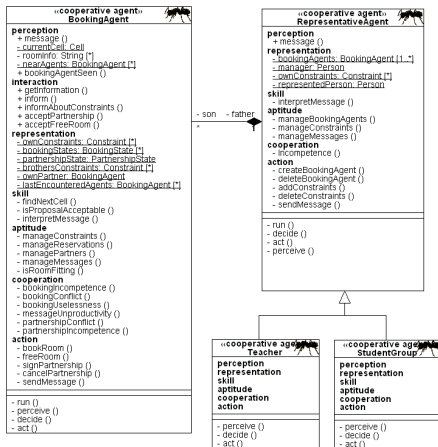 «cooperative agent»
BookingAgent
perception
+ message ()
- currentCell: Cell
- roomInfo: String [*]
- nearAgents: BookingAgent [*]
+ bookingAgentSeen ()
interaction
+ getInformation ()
+ inform ()
+ informAboutConstraints ()
+ acceptPartnership ()
+ acceptFreeRoom ()
representation
- ownConstraints: Constraint [*]
- bookingStates: BookingState [*]
- partnershipState: PartnershipState
- brothersConstraints: Constraint [*]
- ownPartner: BookingAgent
- lastEncounteredAgents: BookingAgent [*]
skill
- findNextCell ()
- isProposalAcceptable ()
- interpretMessage ()
aptitude
- manageConstraints ()
- manageReservations ()
- managePartners ()
- manageMessages ()
- isRoomFitting ()
cooperation
- bookingIncompetence ()
- bookingConflict ()
- bookingUselessness ()
- messageUnproductivity ()
- partnershipConflict ()
- partnershipIncompetence ()
action
- bookRoom ()
- freeRoom ()
- signPartnership ()
- cancelPartnership ()
- sendMessage ()
- run ()
- perceive ()
- decide ()
- act ()
- son - father
*
«cooperative agent»
RepresentativeAgent
perception
+ message ()
representation
- bookingAgents: BookingAgent [1..*]
- manager: Person
- ownConstraints: Constraint [*]
- representedPerson: Person
skill
- interpretMessage ()
aptitude
- manageBookingAgents ()
- manageConstraints ()
- manageMessages ()
cooperation
- incompetence ()
action
- createBookingAgent ()
- deleteBookingAgent ()
- addConstraints ()
- deleteConstraints ()
- sendMessage ()
- run ()
- decide ()
- act ()
- perceive ()
«cooperative agent
Teacher
perception
representation
skill
aptitude
cooperation
action
- perceive ()
- decide ()
- act ()
«cooperative agent
StudentGroup
perception
representation
skill
aptitude
cooperation
action
- perceive ()
- decide ()
- act ()